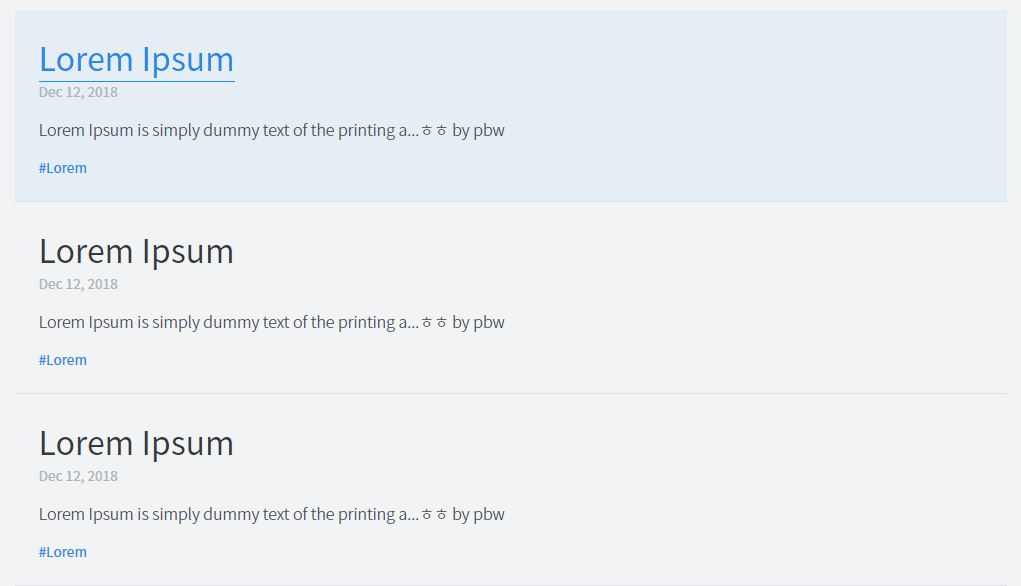 Lorem Ipsum
Dec 12, 2018
Lorem Ipsum is simply dummy text of the printing a...ㅎㅎ by pbw
#Lorem
Lorem Ipsum
Dec 12, 2018
Lorem Ipsum is simply dummy text of the printing a...ㅎㅎ by pbw
#Lorem
Lorem Ipsum
Dec 12, 2018
Lorem Ipsum is simply dummy text of the printing a...ㅎㅎ by pbw
#Lorem